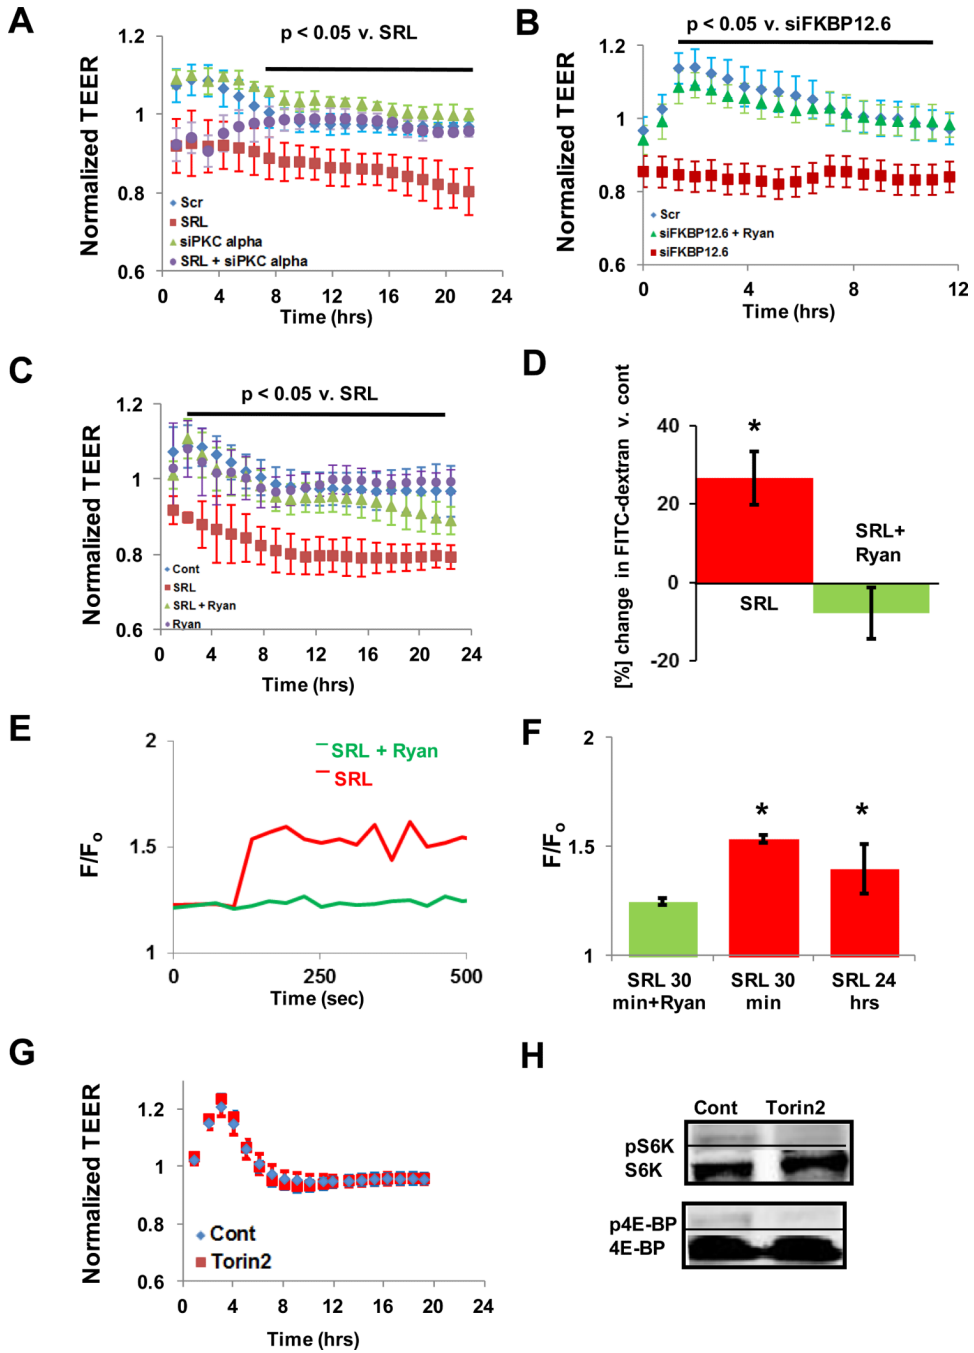 A
p < 0.05 v. SRL
Normalized TEER
1.2
1
0.8
0.6
Scr
SRL
siPKC alpha
SRL + siPKC alpha
0 4 8 12 16 20 24
Time (hrs)
B
p < 0.05 v. siFKBP12.6
Normalized TEER
1.2
1.0
0.8
0.6
Scr
siFKBP12.6 + Ryan
siFKBP12.6
0 4 8 12
Time (hrs)
C
p < 0.05 v. SRL
Normalized TEER
1.2
1
0.8
0.6
Cont
SRL
SRL + Ryan
Ryan
0 4 8 12 16 20 24
Time (hrs)
D
[%] change in FITC-dextran v. cont
40
20
0
-20
*
SRL
SRL+
Ryan
E
F/Fo
2
1.5
1
SRL + Ryan
SRL
0 250 500
Time (sec)
F
F/Fo
2
1.5
1
* *
SRL 30 min+Ryan
SRL 30 min
SRL 24 hrs
G
Normalized TEER
1.2
1
0.8
0.6
Cont
Torin2
0 4 8 12 16 20 24
Time (hrs)
H
Cont Torin2
pS6K
S6K
p4E-BP
4E-BP